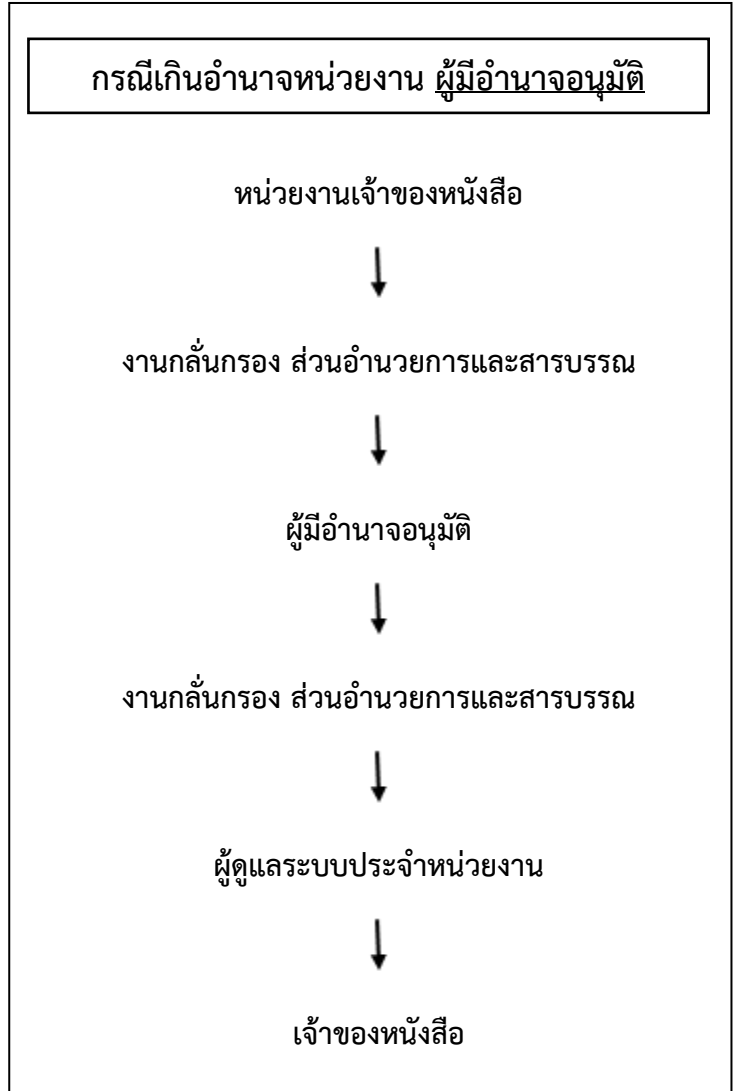 กรณีเกินอำนาจหน่วยงาน ผู้มีอำนาจอนุมัติ
หน่วยงานเจ้าของหนังสือ
งานกลั่นกรอง ส่วนอำนวยการและสารบรรณ
ผู้มีอำนาจอนุมัติ
งานกลั่นกรอง ส่วนอำนวยการและสารบรรณ
ผู้ดูแลระบบประจำหน่วยงาน
เจ้าของหนังสือ